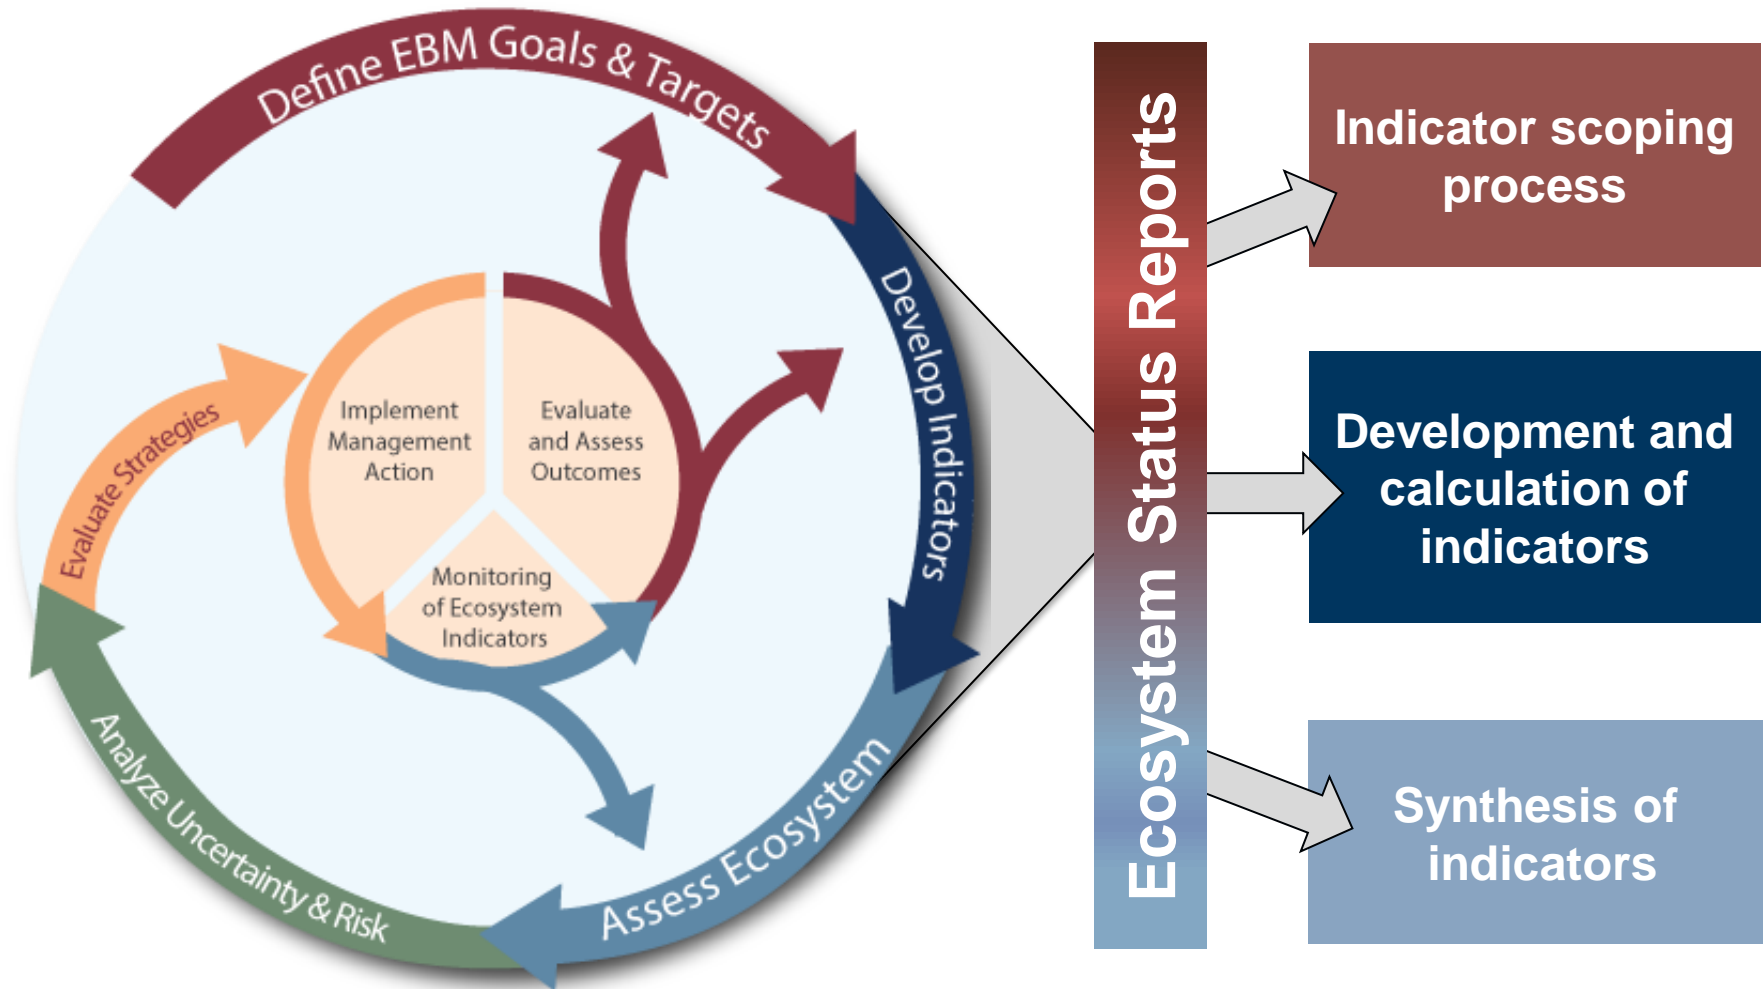 Define EBM Goals & Targets
Develop Indicators
Assess Ecosystem
Analyze Uncertainty & Risk
Evaluate Strategies
Implement
Management
Action
Evaluate
and Assess
Outcomes
Monitoring
of Ecosystem
Indicators
Ecosystem Status Reports
Indicator scoping
process
Development and
calculation of
indicators
Synthesis of
indicators